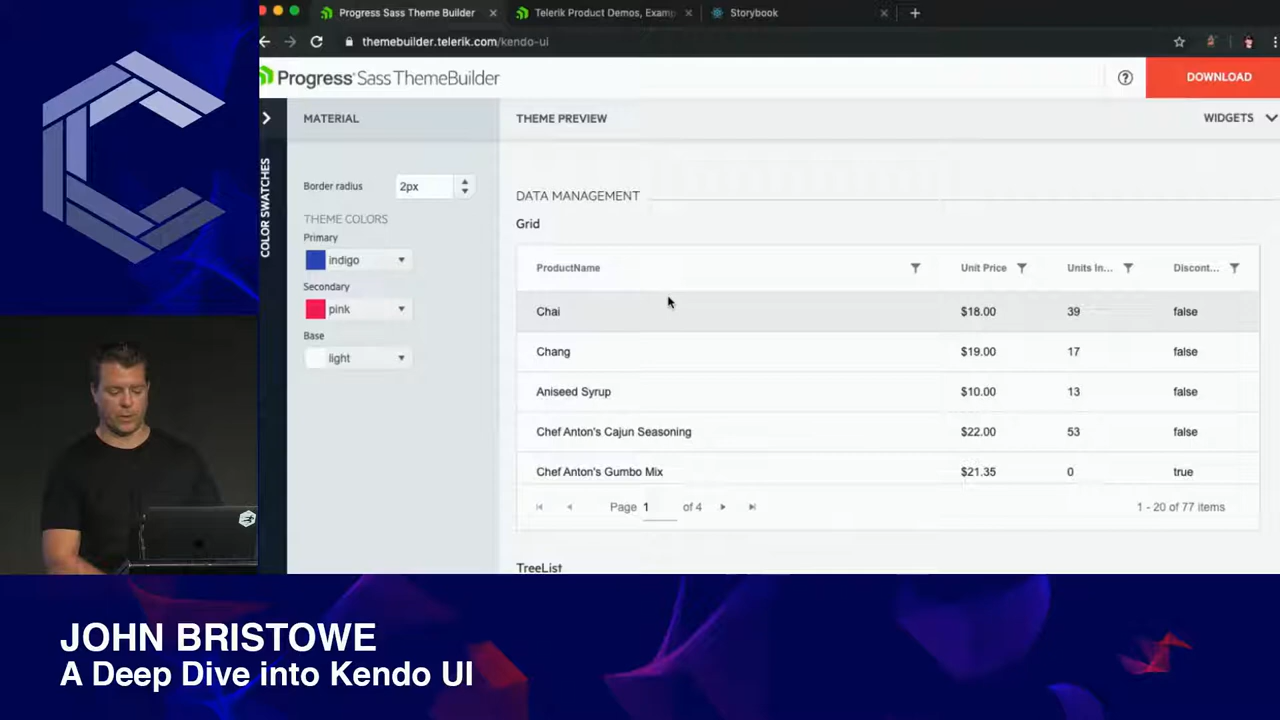 Progress Sass Theme Builder
Telerik Product Demos, Examp
Storybook
themebuilder.telerik.com/kendo-ui
Progress Sass ThemeBuilder
DOWNLOAD
COLOR SWATCHES
MATERIAL
Border radius
2px
THEME COLORS
Primary
indigo
Secondary
pink
Base
light
THEME PREVIEW
WIDGETS
DATA MANAGEMENT
Grid
ProductName Unit Price Units In... Discont...
Chai $18.00 39 false
Chang $19.00 17 false
Aniseed Syrup $10.00 13 false
Chef Anton's Cajun Seasoning $22.00 53 false
Chef Anton's Gumbo Mix $21.35 0 true
Page 1 of 4 1 - 20 of 77 items
TreeList
JOHN BRISTOWE
A Deep Dive into Kendo UI